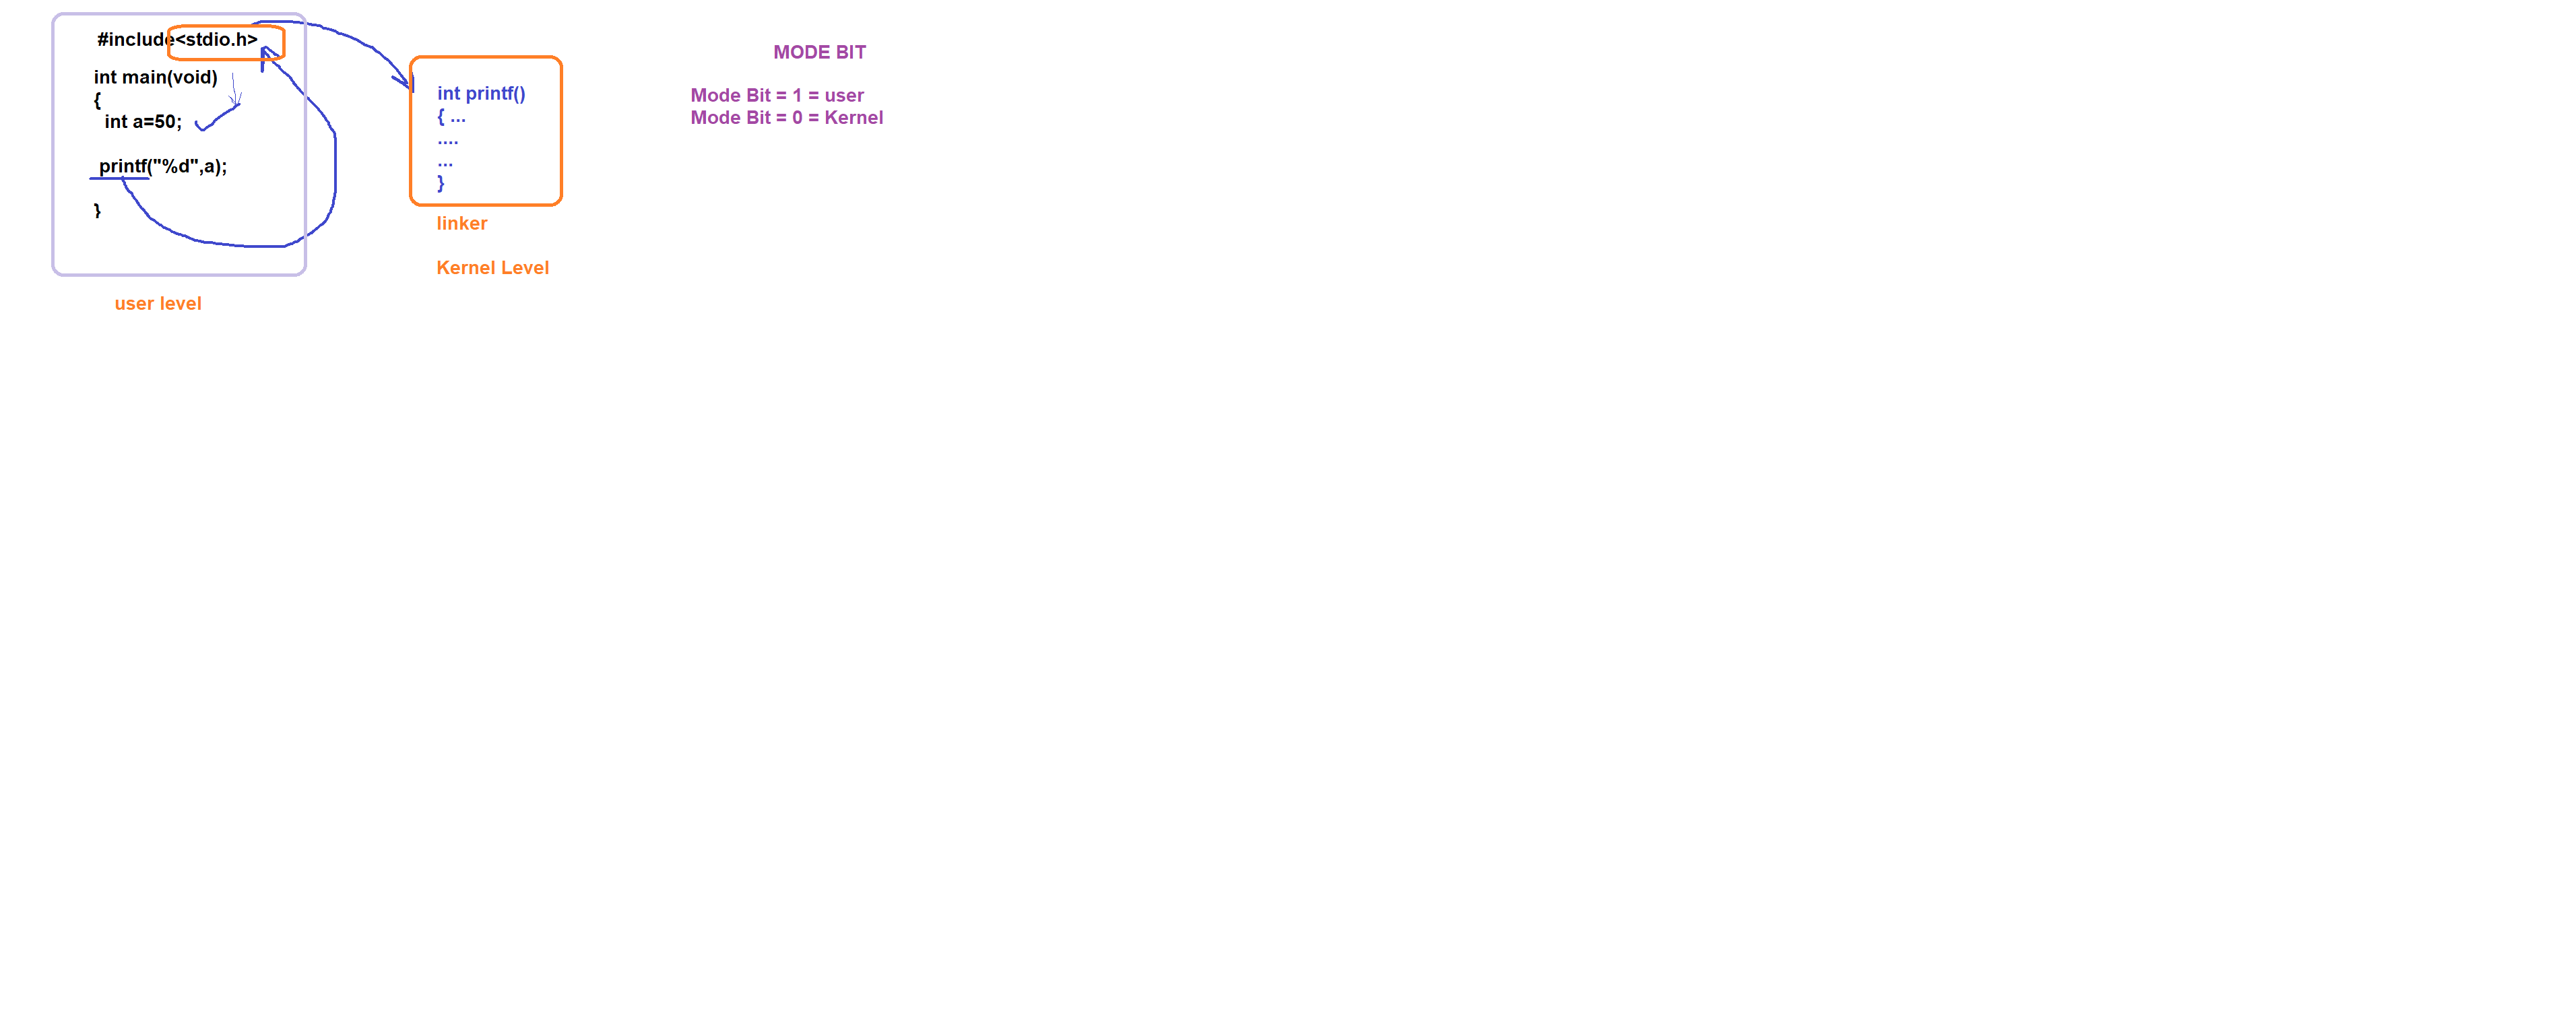 #include<stdio.h>
int main(void)
{
int a=50;
printf("%d",a);
}
user level
int printf()
{ ...
....
...
}
linker
Kernel Level
MODE BIT
Mode Bit = 1 = user
Mode Bit = 0 = Kernel